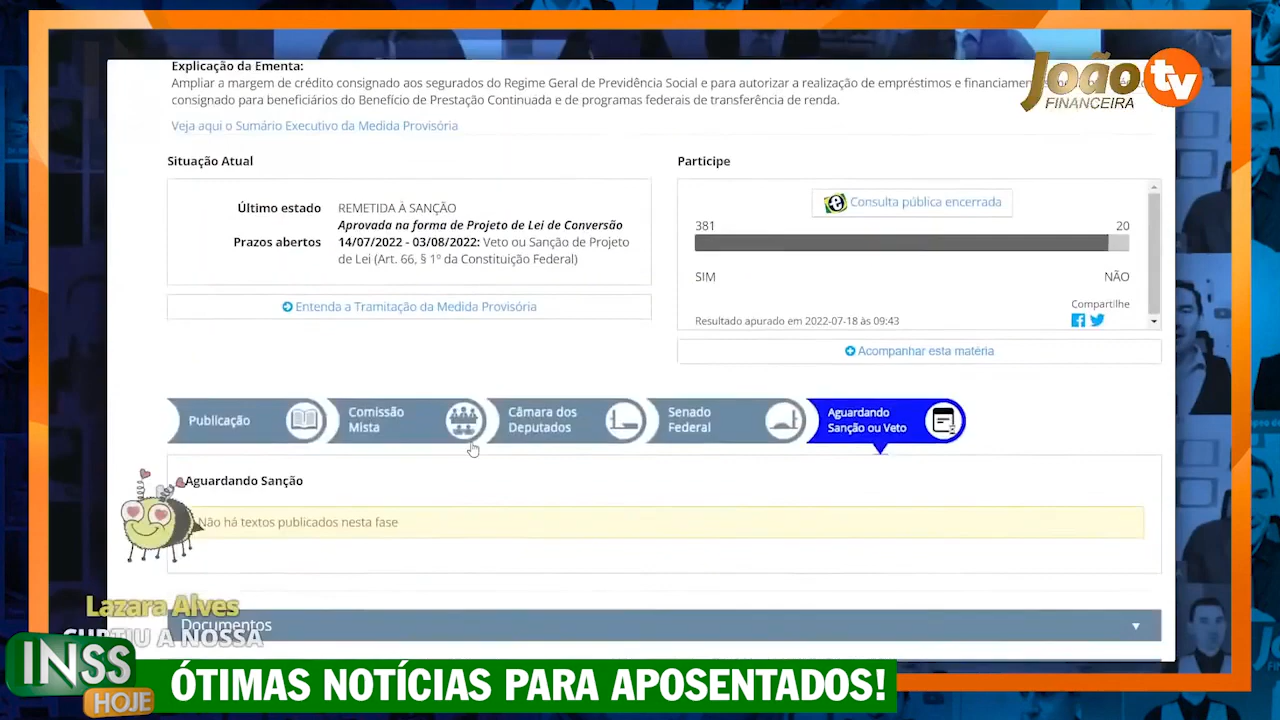 Explicação da Ementa:
Ampliar a margem de crédito consignado aos segurados do Regime Geral de Previdência Social e para autorizar a realização de empréstimos e financiamen
consignado para beneficiários do Benefício de Prestação Continuada e de programas federais de transferência de renda.
João tv
FINANCEIRA
Veja aqui o Sumário Executivo da Medida Provisória
Situação Atual
Último estado REMETIDA À SANÇÃO
Aprovada na forma de Projeto de Lei de Conversão
Prazos abertos 14/07/2022 - 03/08/2022: Veto ou Sanção de Projeto
de Lei (Art. 66, § 1º da Constituição Federal)
Entenda a Tramitação da Medida Provisória
Participe
Consulta pública encerrada
381 20
SIM NÃO
Compartilhe
Resultado apurado em 2022-07-18 às 09:43
Acompanhar esta matéria
Publicação
Comissão
Mista
Câmara dos
Deputados
Senado
Federal
Aguardando
Sanção ou Veto
Aguardando Sanção
Não há textos publicados nesta fase
Lazara Alves
CURTIU A NOSSA
Documentos
INSS
HOJE
ÓTIMAS NOTÍCIAS PARA APOSENTADOS!